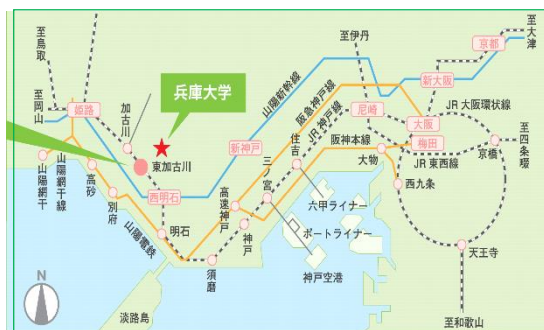 至鳥取
至岡山
姫路
加古川
兵庫大学
東加古川
山陽網干
山陽網干線
高砂
別府
西明石
山陽電鉄
明石
淡路島
須磨
高速神戸
神戸
三ノ宮
新神戸
山陽新幹線
阪急神戸線
JR神戸線
住吉
阪神本線
六甲ライナー
ポートライナー
神戸空港
至伊丹
尼崎
大物
新大阪
大阪
梅田
JR大阪環状線
JR東西線
京橋
西九条
天王寺
至和歌山
至四条畷
京都
至大津
N